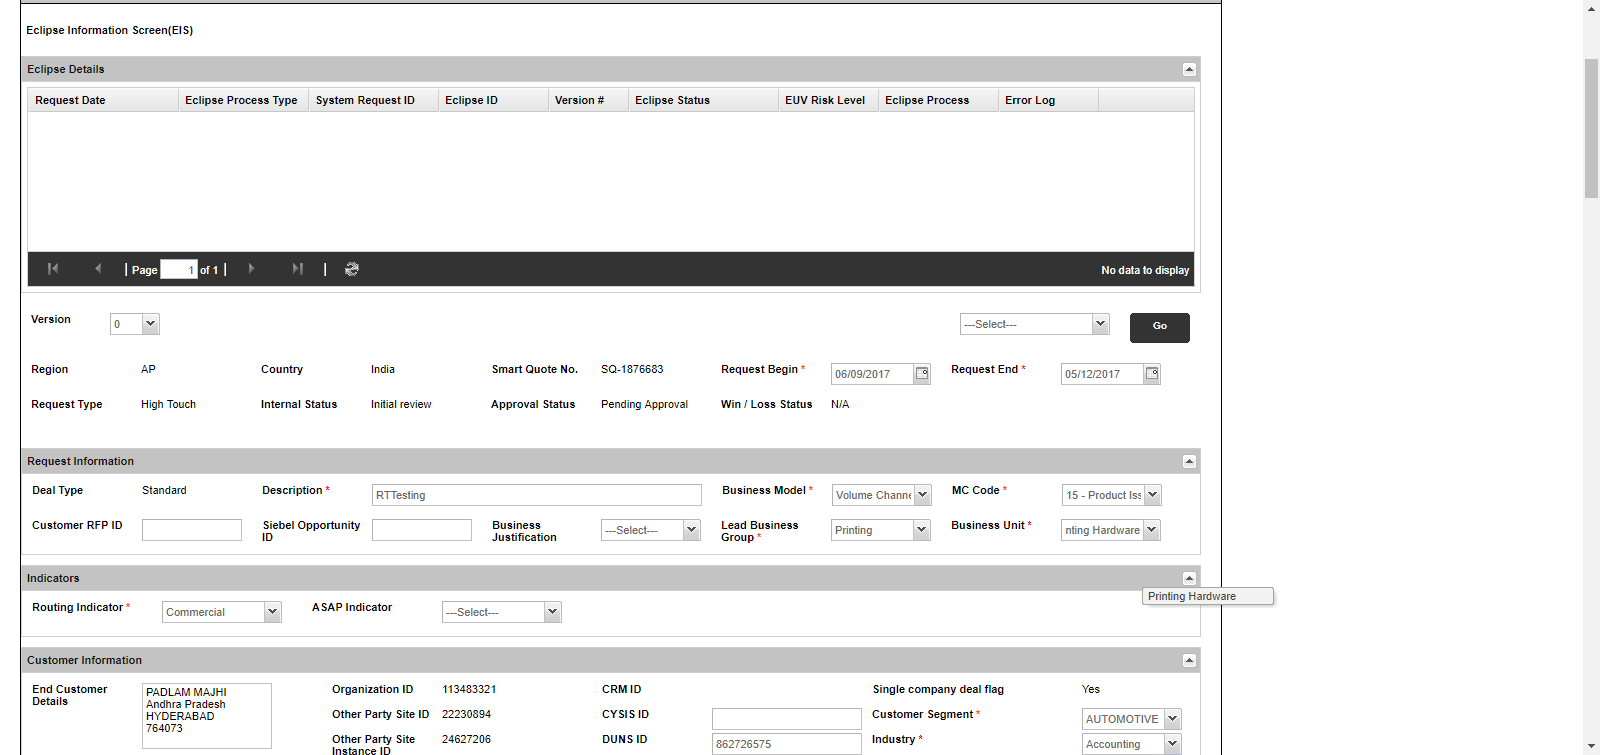 Eclipse Information Screen(EIS)
Eclipse Details
Request Date Eclipse Process Type System Request ID Eclipse ID Version # Eclipse Status EUV Risk Level Eclipse Process Error Log
Page 1 of 1 No data to display
Version 0 ---Select--- Go
Region AP Country India Smart Quote No. SQ-1876683 Request Begin * 06/09/2017 Request End * 05/12/2017
Request Type High Touch Internal Status Initial review Approval Status Pending Approval Win / Loss Status N/A
Request Information
Deal Type Standard Description * RTTesting Business Model * Volume Channe MC Code * 15 - Product Iss
Customer RFP ID Siebel Opportunity ID Business Justification ---Select--- Lead Business Group * Printing Business Unit * nting Hardware
Indicators
Printing Hardware
Routing Indicator * Commercial ASAP Indicator ---Select---
Customer Information
End Customer Details PADLAM MAJHI Organization ID 113483321 CRM ID Single company deal flag Yes
Andhra Pradesh
HYDERABAD Other Party Site ID 22230894 CYSIS ID Customer Segment * AUTOMOTIVE
764073
Other Party Site Instance ID 24627206 DUNS ID 862726575 Industry * Accounting